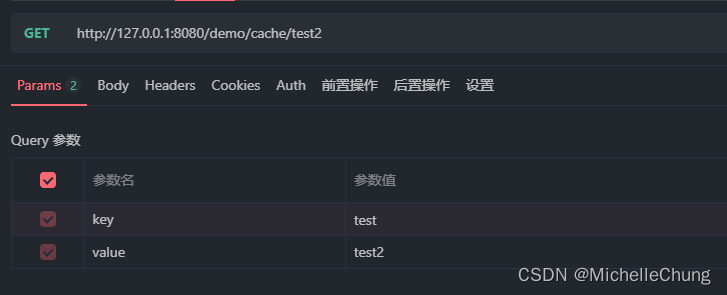 GET http://127.0.0.1:8080/demo/cache/test2
Params 2 Body Headers Cookies Auth 前置操作 后置操作 设置
Query 参数
参数名 参数值
key test
value test2
CSDN @MichelleChung